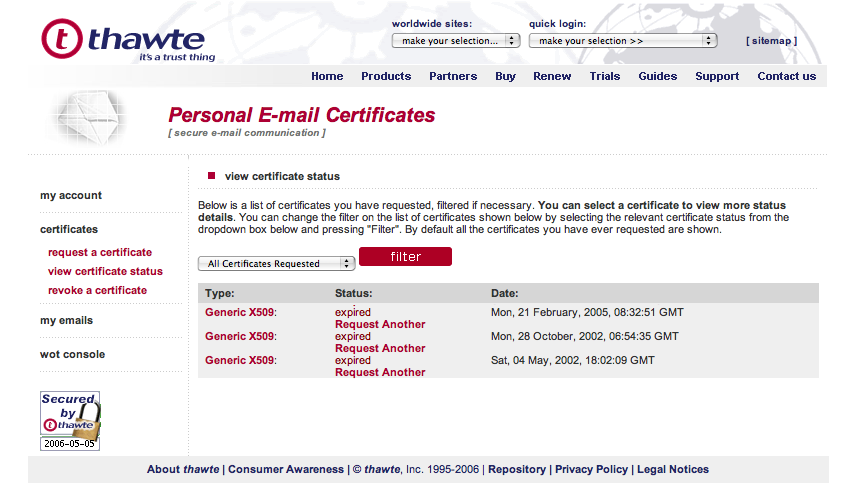 worldwide sites:
quick login:
thawte
it's a trust thing
make your selection...
make your selection >>
[ sitemap ]
Home Products Partners Buy Renew Trials Guides Support Contact us
Personal E-mail Certificates
[ secure e-mail communication ]
view certificate status
my account
certificates
request a certificate
view certificate status
revoke a certificate
my emails
wot console
Secured
by
thawte
2006-05-05
Below is a list of certificates you have requested, filtered if necessary. You can select a certificate to view more status
details. You can change the filter on the list of certificates shown below by selecting the relevant certificate status from the
dropdown box below and pressing "Filter". By default all the certificates you have ever requested are shown.
All Certificates Requested
filter
Type: Status: Date:
Generic X509: expired Mon, 21 February, 2005, 08:32:51 GMT
Request Another
Generic X509: expired Mon, 28 October, 2002, 06:54:35 GMT
Request Another
Generic X509: expired Sat, 04 May, 2002, 18:02:09 GMT
Request Another
About thawte | Consumer Awareness | © thawte, Inc. 1995-2006 | Repository | Privacy Policy | Legal Notices